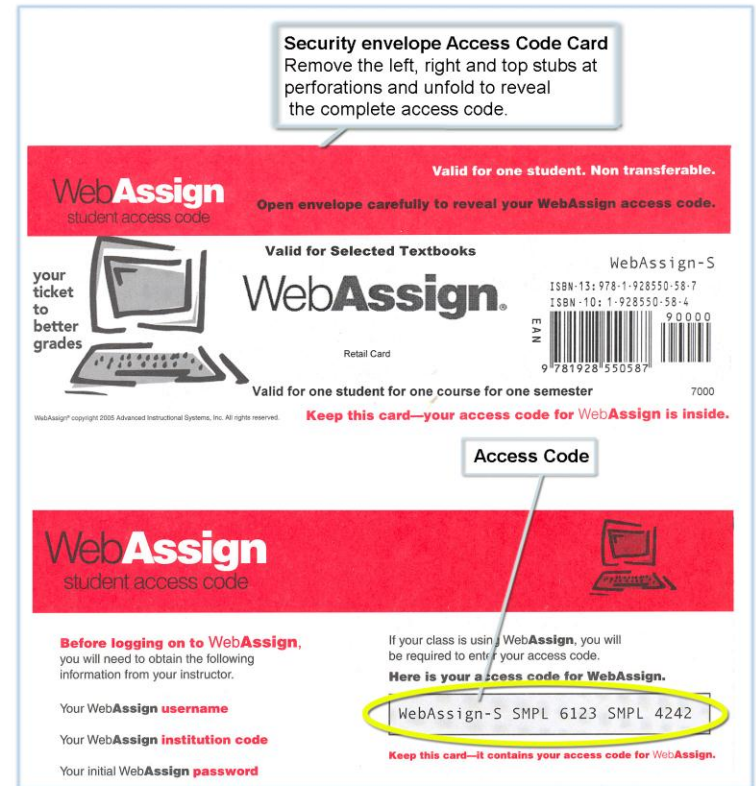 Security envelope Access Code Card
Remove the left, right and top stubs at
perforations and unfold to reveal
the complete access code.
Valid for one student. Non transferable.
WebAssign
student access code
Open envelope carefully to reveal your WebAssign access code.
Valid for Selected Textbooks
WebAssign-S
your
ticket
to
better
grades
WebAssign®
ISBN-13: 978-1-928550-58-7
ISBN-10: 1-928550-58-4
90000
EAN
Retail Card
9 781928 550587
Valid for one student for one course for one semester
7000
WebAssign® copyright 2005 Advanced Instructional Systems, Inc. All rights reserved.
Keep this card—your access code for WebAssign is inside.
Access Code
WebAssign
student access code
Before logging on to WebAssign,
you will need to obtain the following
information from your instructor.
Your WebAssign username
Your WebAssign institution code
Your initial WebAssign password
If your class is using WebAssign, you will
be required to enter your access code.
Here is your access code for WebAssign.
WebAssign-S SMPL 6123 SMPL 4242
Keep this card—it contains your access code for WebAssign.